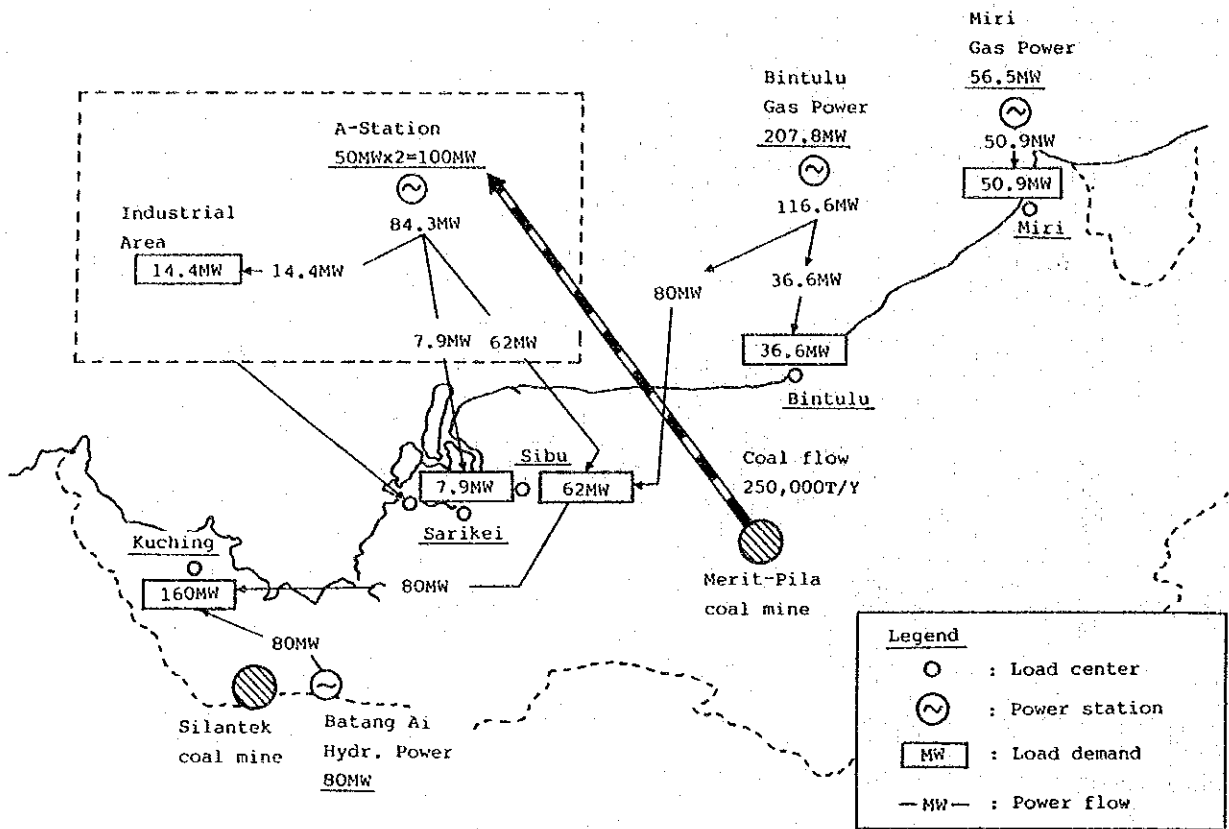 Miri
Gas Power
56.5MW
50.9MW
50.9MW
Miri
Bintulu
Gas Power
207.8MW
116.6MW
80MW
36.6MW
36.6MW
Bintulu
A-Station
50MWx2=100MW
84.3MW
Industrial
Area
14.4MW
14.4MW
7.9MW
62MW
Sibu
7.9MW
62MW
Sarikei
Coal flow
250,000T/Y
Merit-Pila
coal mine
Kuching
160MW
80MW
80MW
Silantek
coal mine
Batang Ai
Hydr. Power
80MW
Legend
: Load center
: Power station
MW : Load demand
—MW— : Power flow